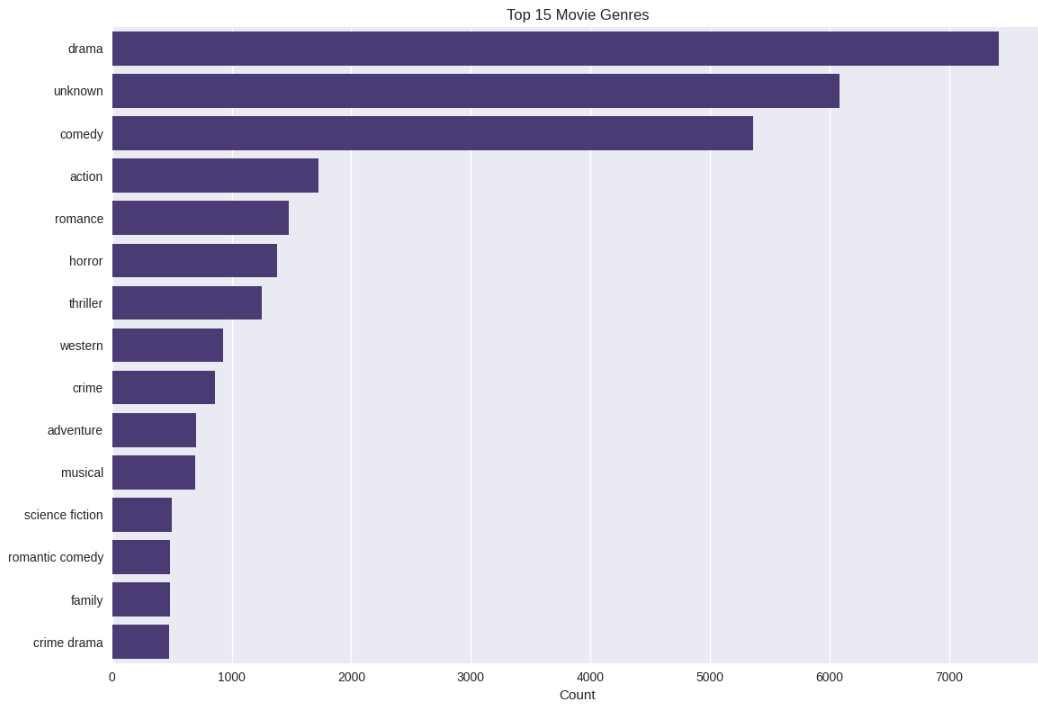 Top 15 Movie Genres
drama
unknown
comedy
action
romance
horror
thriller
western
crime
adventure
musical
science fiction
romantic comedy
family
crime drama
0 1000 2000 3000 4000 5000 6000 7000
Count